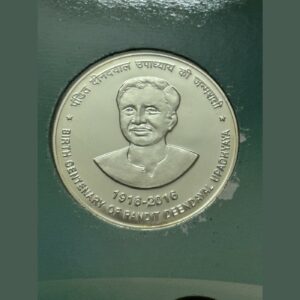 पंडित दीनदयाल उपाध्याय की जन्मशती
1916-2016
BIRTH CENTENARY OF PANDIT DEENDAYAL UPADHYAYA